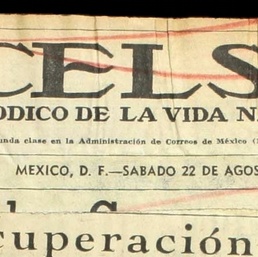 CELS
ODICO DE LA VIDA N
unda clase en la Administración de Correos de México (
MEXICO, D. F.—SABADO 22 DE AGOS
cuperación